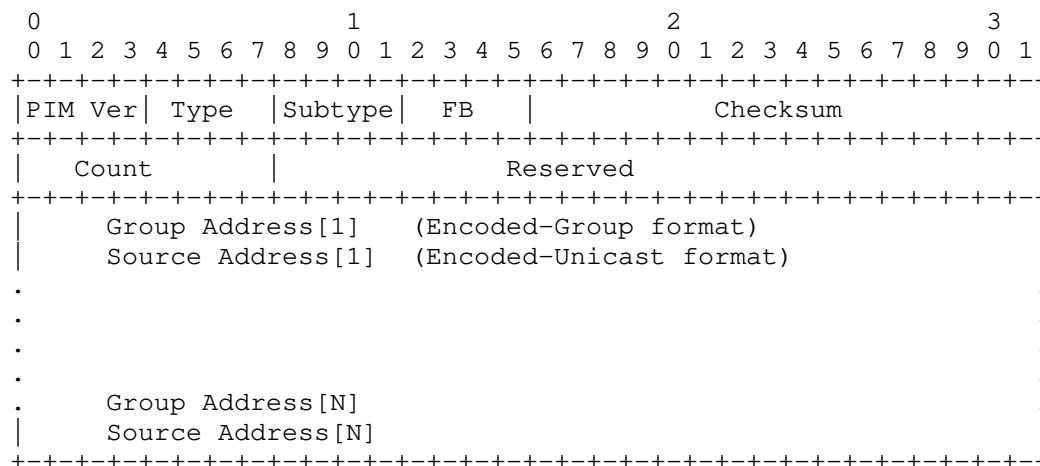 0                   1                   2                   3
 0 1 2 3 4 5 6 7 8 9 0 1 2 3 4 5 6 7 8 9 0 1 2 3 4 5 6 7 8 9 0 1
+-+-+-+-+-+-+-+-+-+-+-+-+-+-+-+-+-+-+-+-+-+-+-+-+-+-+-+-+-+-+-+-
|PIM Ver| Type  |Subtype|  FB   |           Checksum
+-+-+-+-+-+-+-+-+-+-+-+-+-+-+-+-+-+-+-+-+-+-+-+-+-+-+-+-+-+-+-+-
|   Count       |              Reserved
+-+-+-+-+-+-+-+-+-+-+-+-+-+-+-+-+-+-+-+-+-+-+-+-+-+-+-+-+-+-+-+-
|     Group Address[1]   (Encoded-Group format)
|     Source Address[1]  (Encoded-Unicast format)
.                                                               .
.                                                               .
.                                                               .
.                                                               .
.     Group Address[N]                                          .
|     Source Address[N]
+-+-+-+-+-+-+-+-+-+-+-+-+-+-+-+-+-+-+-+-+-+-+-+-+-+-+-+-+-+-+-+-